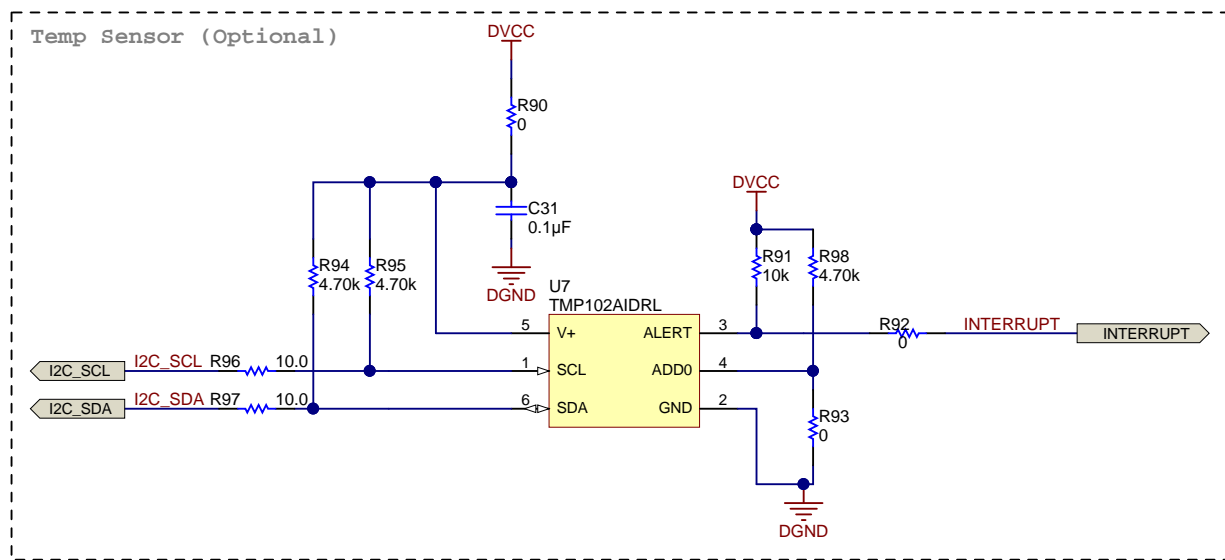 Temp Sensor (Optional)
DVCC
R90
0
C31
0.1µF
DGND
R94
4.70k
R95
4.70k
DVCC
R91
10k
R98
4.70k
U7
TMP102AIDRL
5
V+
ALERT
3
R92
0
INTERRUPT
INTERRUPT
I2C_SCL
I2C_SCL
R96
10.0
1
SCL
ADD0
4
I2C_SDA
I2C_SDA
R97
10.0
6
SDA
GND
2
R93
0
DGND